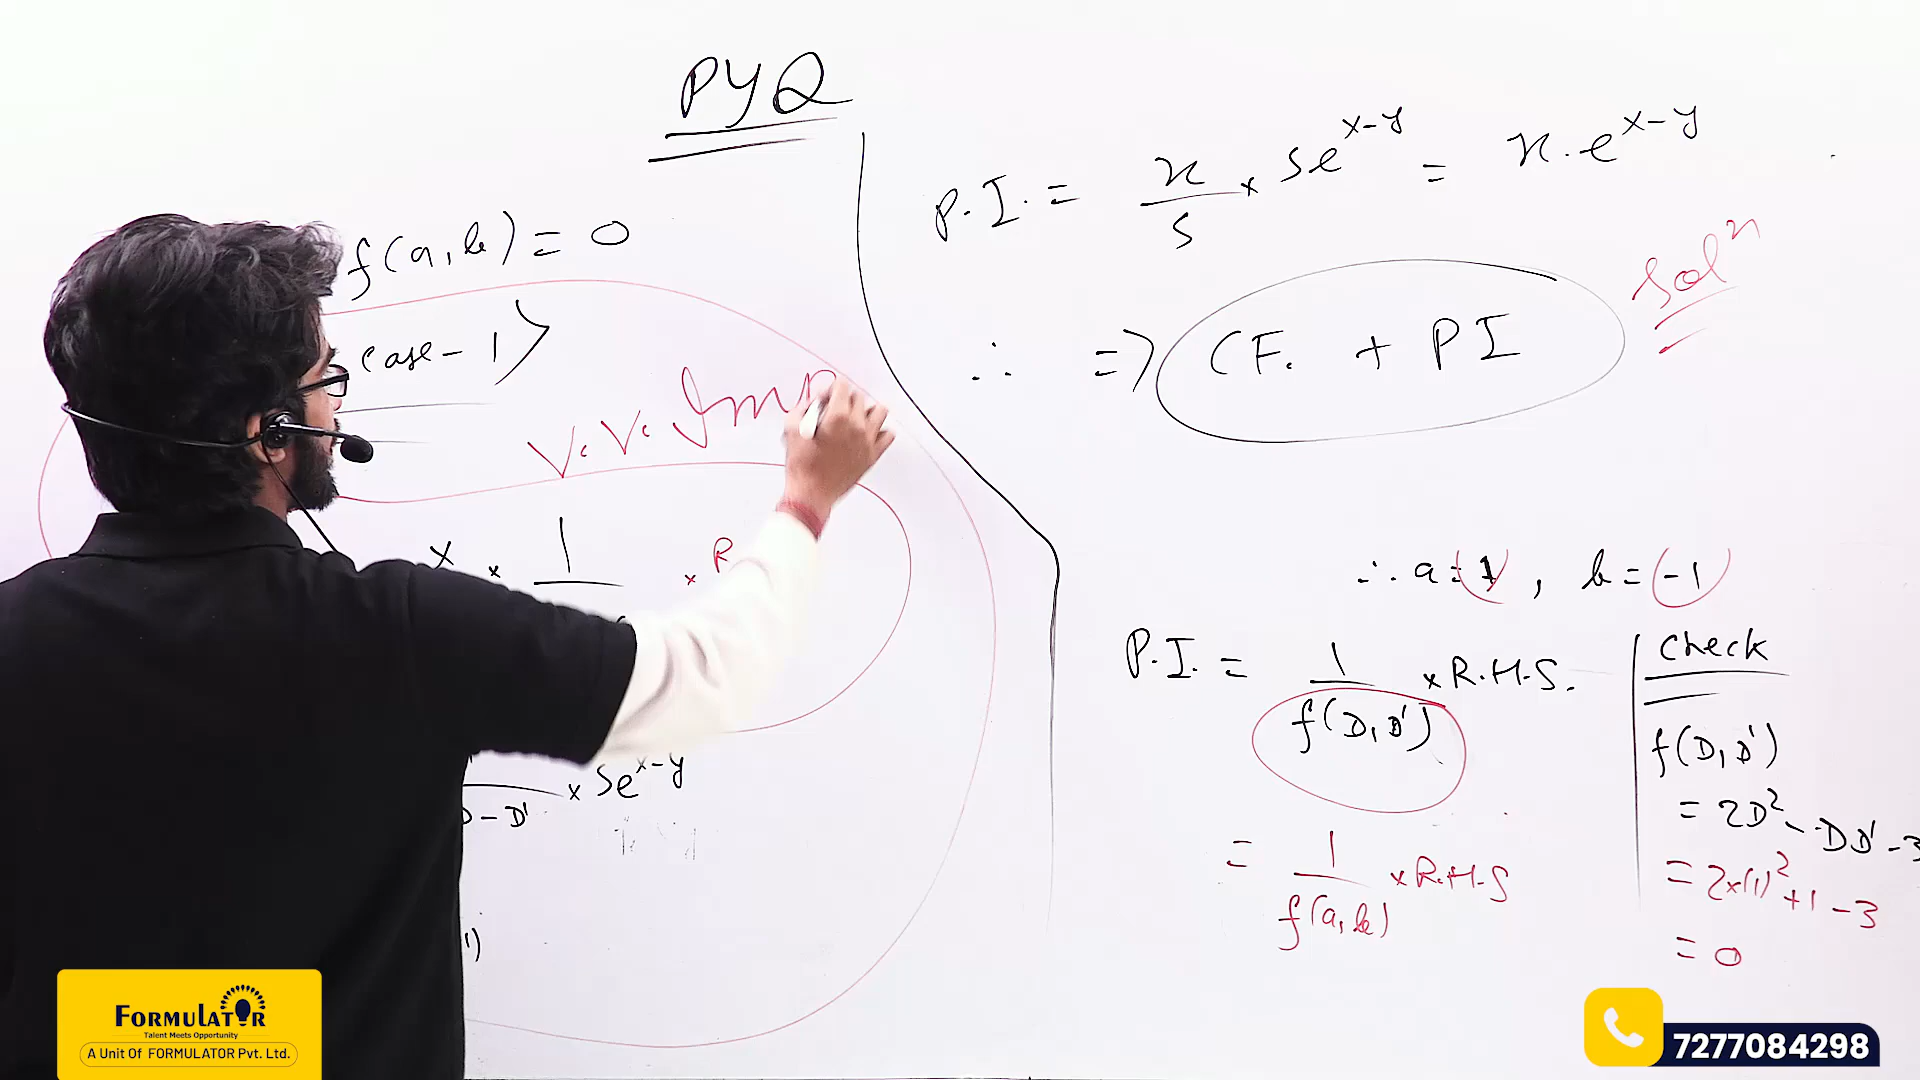 PYQ
f(a,b) = 0
case-1>
V.V. Imp
x × 1 × R
D-D' × 5e^x-y
1)
P.I. = x/5 × 5e^x-y = x.e^x-y
∴ => CF. + PI
Sol^n
∴ a = 1, b = -1
P.I. = 1/f(D,D') × R.H.S.
= 1/f(a,b) × R.H.S
Check
f(D,D')
= 2D² - DD' - 3
= 2×(1)² + 1 - 3
= 0
FORMULATOR
Talent Meets Opportunity
A Unit Of FORMULATOR Pvt. Ltd.
7277084298